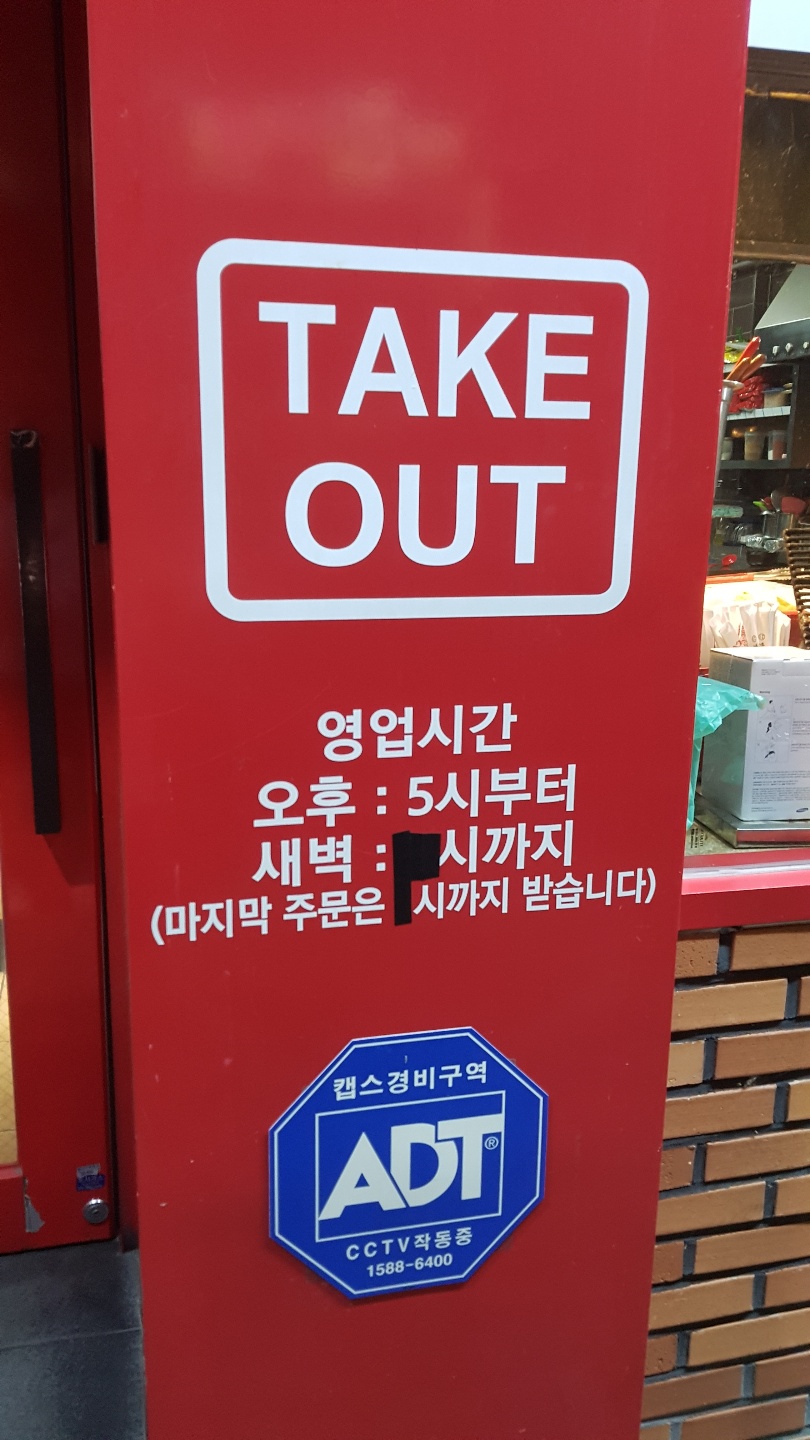 TAKE
OUT
영업시간
오후 : 5시부터
새벽 : 시까지
(마지막 주문은 시까지 받습니다)
캡스경비구역
ADT®
CCTV작동중
1588-6400